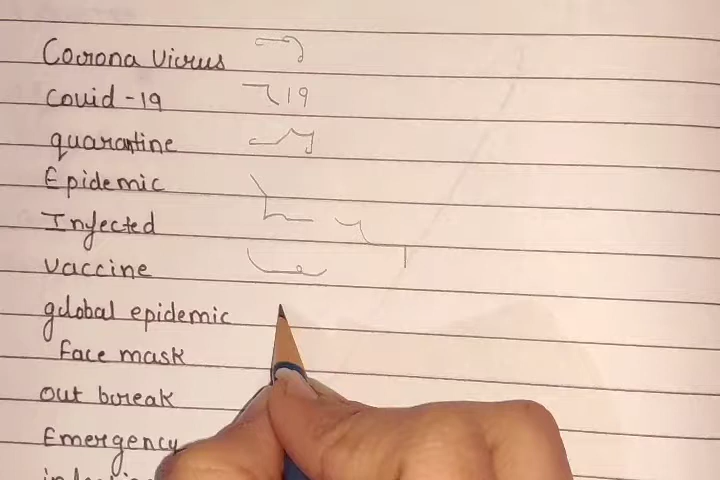 Corona Virus
Covid -19 19
quarantine
Epidemic
Infected
vaccine
global epidemic
Face mask
out break
Emergency